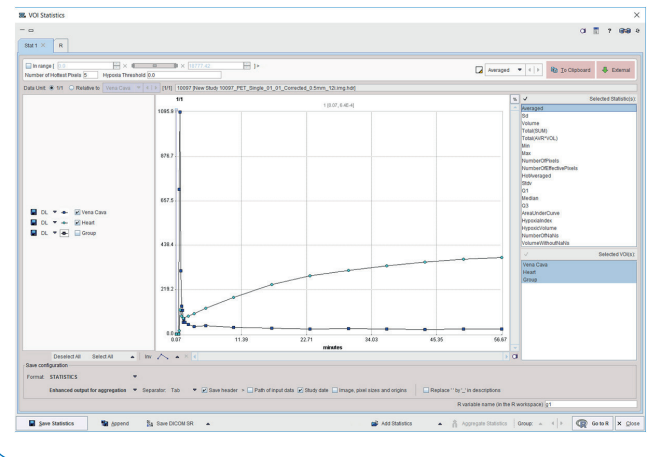 VOI Statistics
Stat 1
R
In range [ 0.0 10777.42 ]+
Number of Hottest Pixels 5 Hypoxia Threshold 0.0
Averaged
To Clipboard
External
Data Unit 1/1 Relative to Vena Cava [1/1] 10097 [New Study 10097_PET_Single_01_01_Corrected_0.5mm_12i.img.hdr]
1/1
1095.9
876.7
657.5
438.4
219.2
0.0
0.07 11.39 22.71 34.03 45.35 56.67
minutes
DL Vena Cava
DL Heart
DL Group
%
Selected Statistic(s):
Averaged
Sd
Volume
Total(SUM)
Total(AVR*VOL)
Min
Max
NumberOfPixels
NumberOfEffectivePixels
HotAveraged
Stdv
Q1
Median
Q3
AreaUnderCurve
HypoxiaIndex
HypoxicVolume
NumberOfNaNs
VolumeWithoutNaNs
Selected VOI(s):
Vena Cava
Heart
Group
Deselect All Select All Inv
Save configuration
Format STATISTICS
Enhanced output for aggregation Separator: Tab Save header + Path of input data Study date Image, pixel sizes and origins Replace ' ' by '_' in descriptions
R variable name (in the R workspace) g1
Save Statistics Append Save DICOM SR Add Statistics Aggregate Statistics Group: Go to R Close